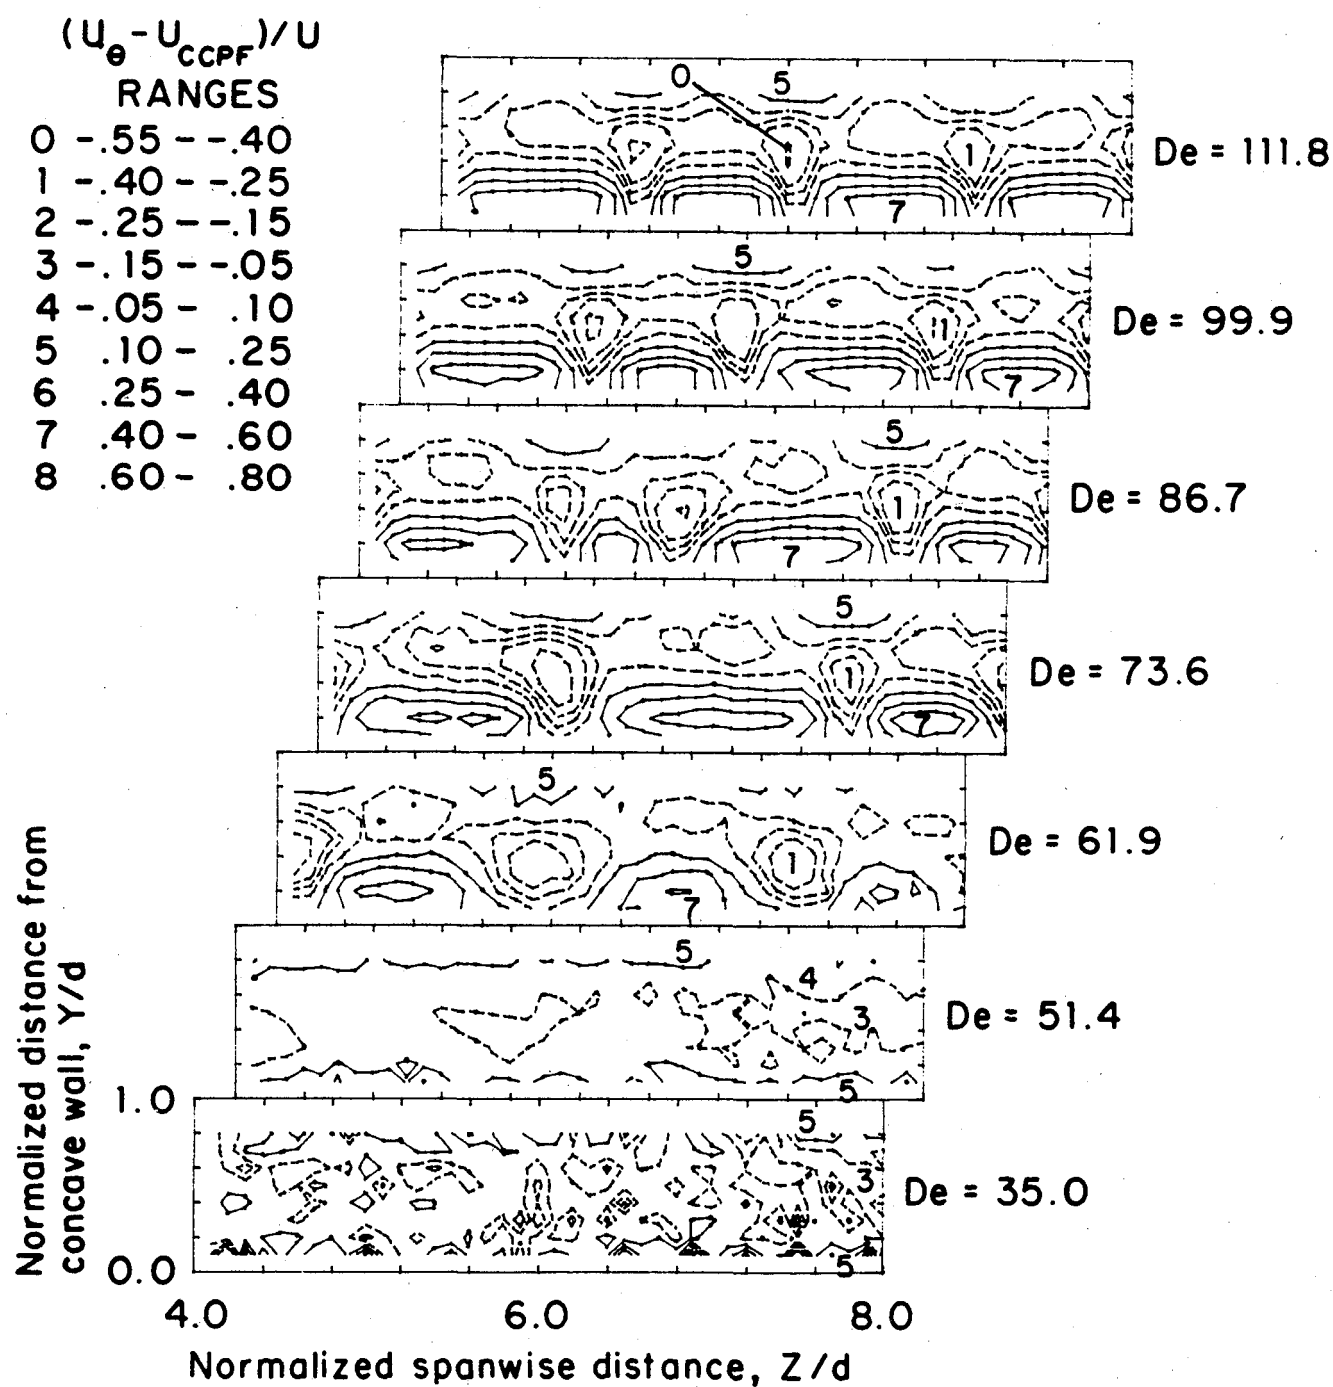 (Uθ-UCCPF)/U
RANGES
0 -.55 - -.40
1 -.40 - -.25
2 -.25 - -.15
3 -.15 - -.05
4 -.05 - .10
5 .10 - .25
6 .25 - .40
7 .40 - .60
8 .60 - .80
0 5
1
7
De = 111.8
5
1
7
De = 99.9
5
1
7
De = 86.7
5
1
7
De = 73.6
5
1
7
De = 61.9
5
4
3
5
De = 51.4
5
3
5
De = 35.0
1.0
0.0
4.0 6.0 8.0
Normalized distance from
concave wall, Y/d
Normalized spanwise distance, Z/d